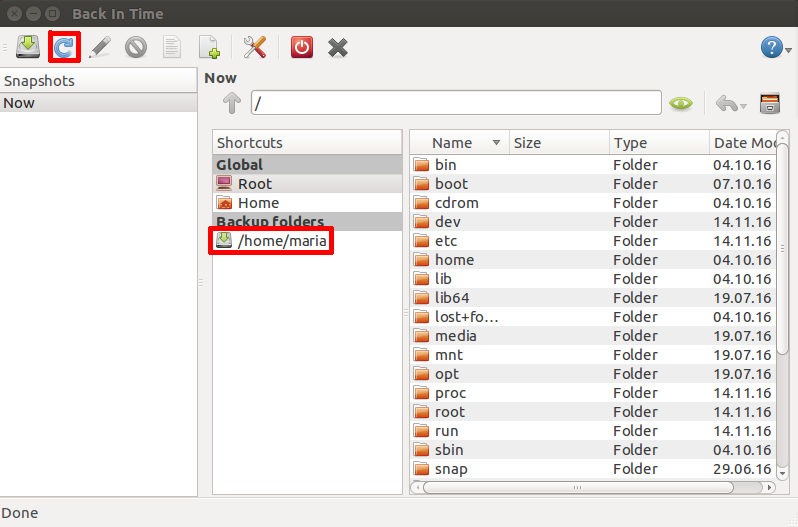 Back In Time
Snapshots
Now
Now
/
Shortcuts
Global
Root
Home
Backup folders
/home/maria
Name Size Type Date Mod
bin Folder 04.10.16
boot Folder 07.10.16
cdrom Folder 04.10.16
dev Folder 14.11.16
etc Folder 14.11.16
home Folder 04.10.16
lib Folder 04.10.16
lib64 Folder 19.07.16
lost+fo... Folder 04.10.16
media Folder 19.07.16
mnt Folder 19.07.16
opt Folder 19.07.16
proc Folder 14.11.16
root Folder 14.11.16
run Folder 14.11.16
sbin Folder 04.10.16
snap Folder 29.06.16
Done